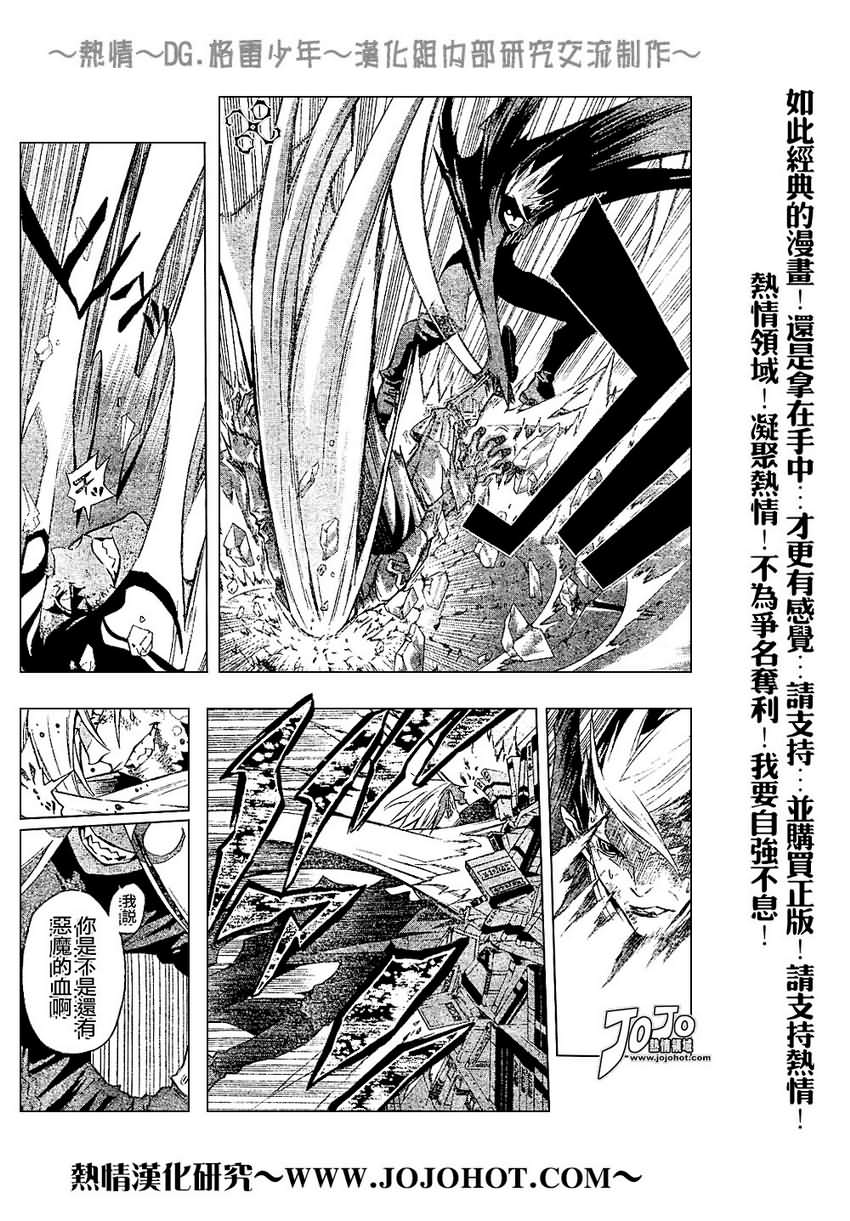 ～熱情～DG.格雷少年～漢化組內部研究交流制作～
如此經典的漫畫！還是拿在手中…才更有感覺…請支持…並購買正版！請支持熱情！
熱情領域！凝聚熱情！不為爭名奪利！我要自強不息！
我說
你是不是還有
惡魔的血啊
JOJO
熱情領域
www.jojohot.com
熱情漢化研究～WWW.JOJOHOT.COM～